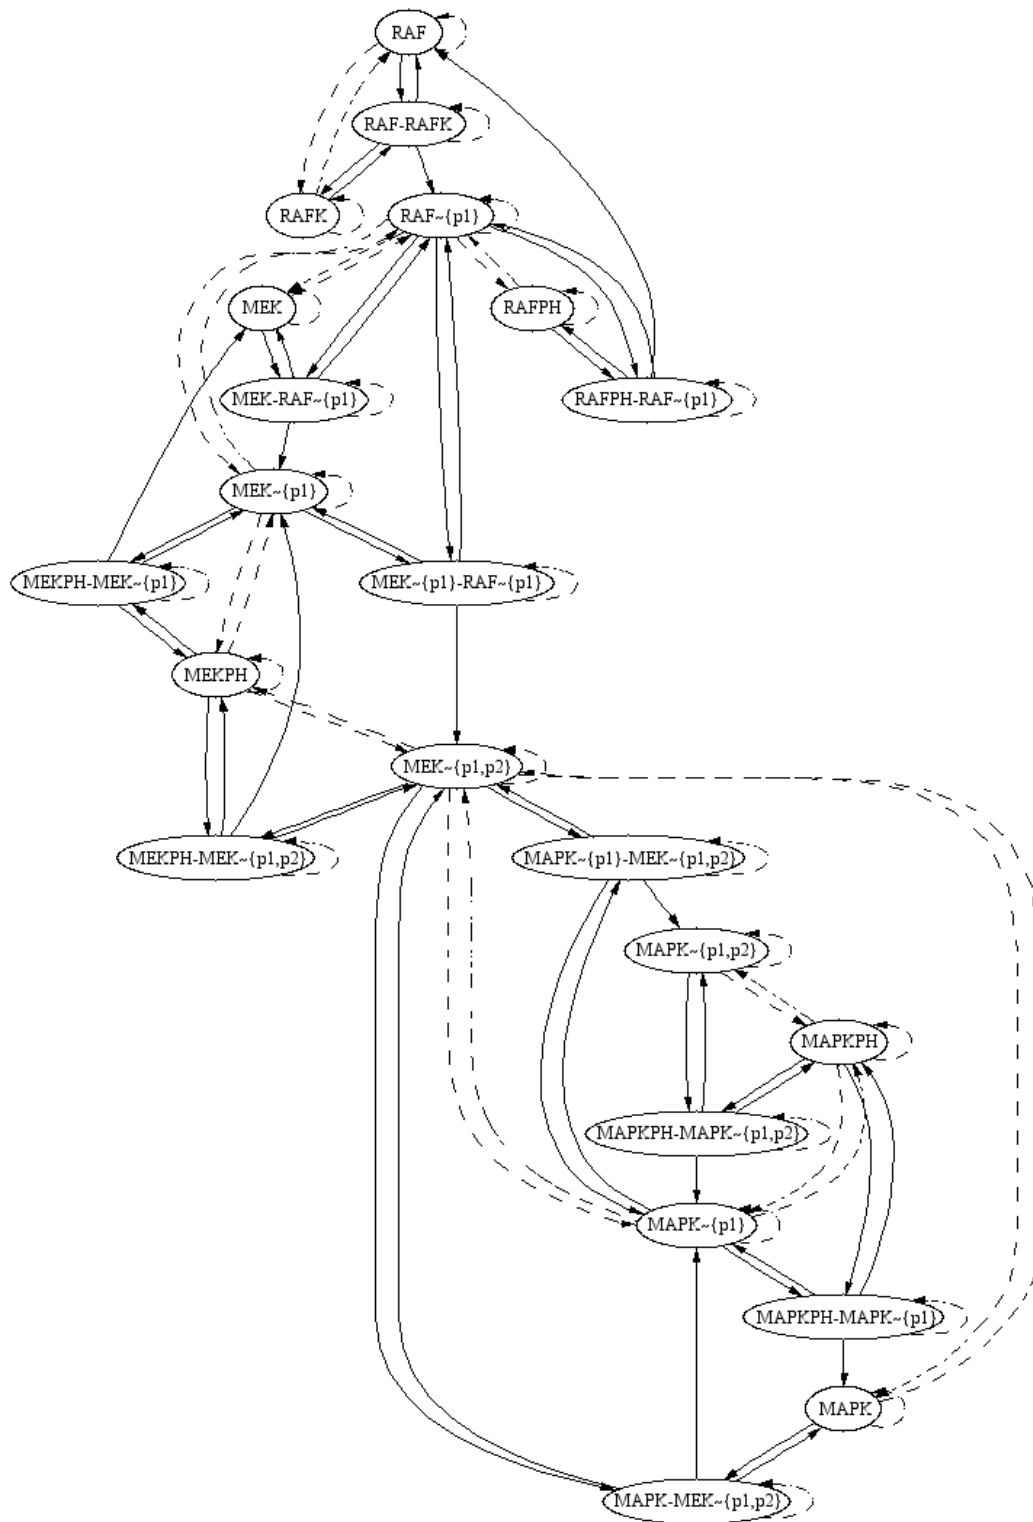 RAF
RAF-RAFK
RAFK
RAF~{p1}
MEK
RAFPH
MEK-RAF~{p1}
RAFPH-RAF~{p1}
MEK~{p1}
MEKPH-MEK~{p1}
MEK~{p1}-RAF~{p1}
MEKPH
MEK~{p1,p2}
MEKPH-MEK~{p1,p2}
MAPK~{p1}-MEK~{p1,p2}
MAPK~{p1,p2}
MAPKPH
MAPKPH-MAPK~{p1,p2}
MAPK~{p1}
MAPKPH-MAPK~{p1}
MAPK
MAPK-MEK~{p1,p2}